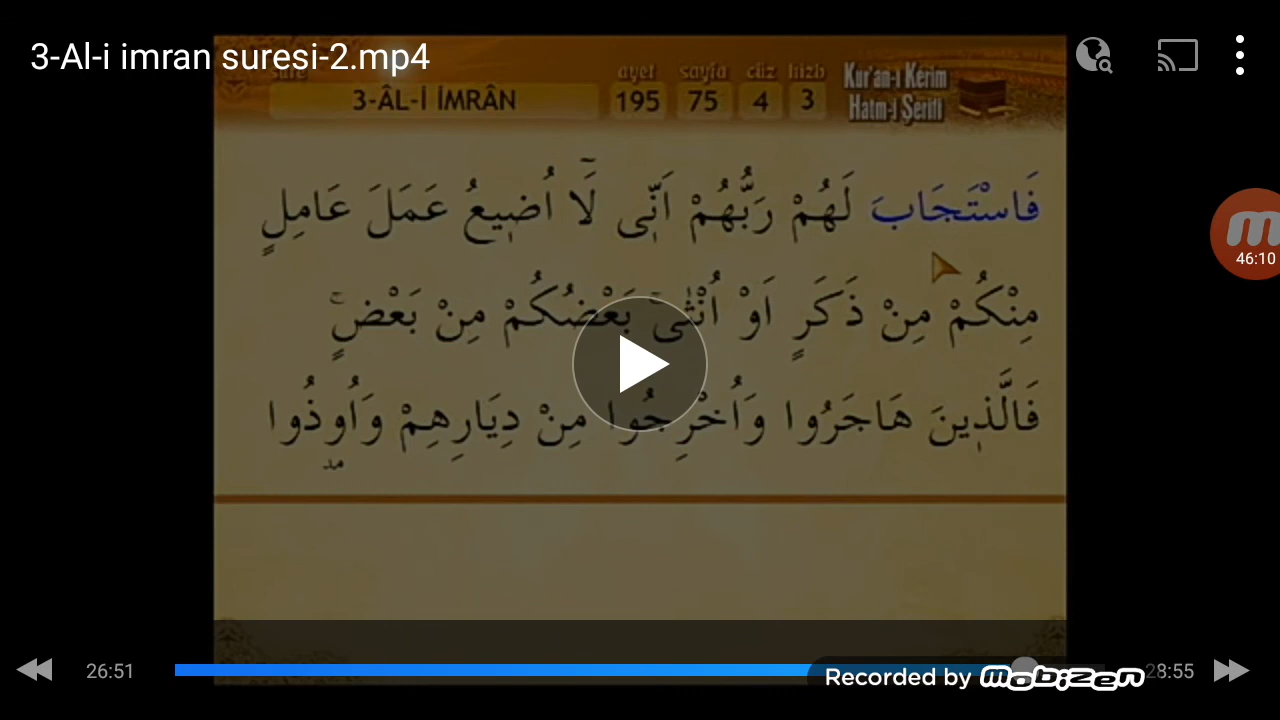 3-Al-i imran suresi-2.mp4
sûre
ayet sayfa cüz hizb
3-ÂL-İ İMRÂN
195 75 4 3
Kur'an-ı Kerim
Hatm-i Şerifi
فَاسْتَجَابَ لَهُمْ رَبُّهُمْ اَنّ۪ى لَٓا اُض۪يعُ عَمَلَ عَامِلٍ
مِنْكُمْ مِنْ ذَكَرٍ اَوْ اُنْثٰىۚ بَعْضُكُمْ مِنْ بَعْضٍۚ
فَالَّذ۪ينَ هَاجَرُوا وَاُخْرِجُوا مِنْ دِيَارِهِمْ وَاُو۫ذُوا
46:10
26:51
28:55
Recorded by mobizen